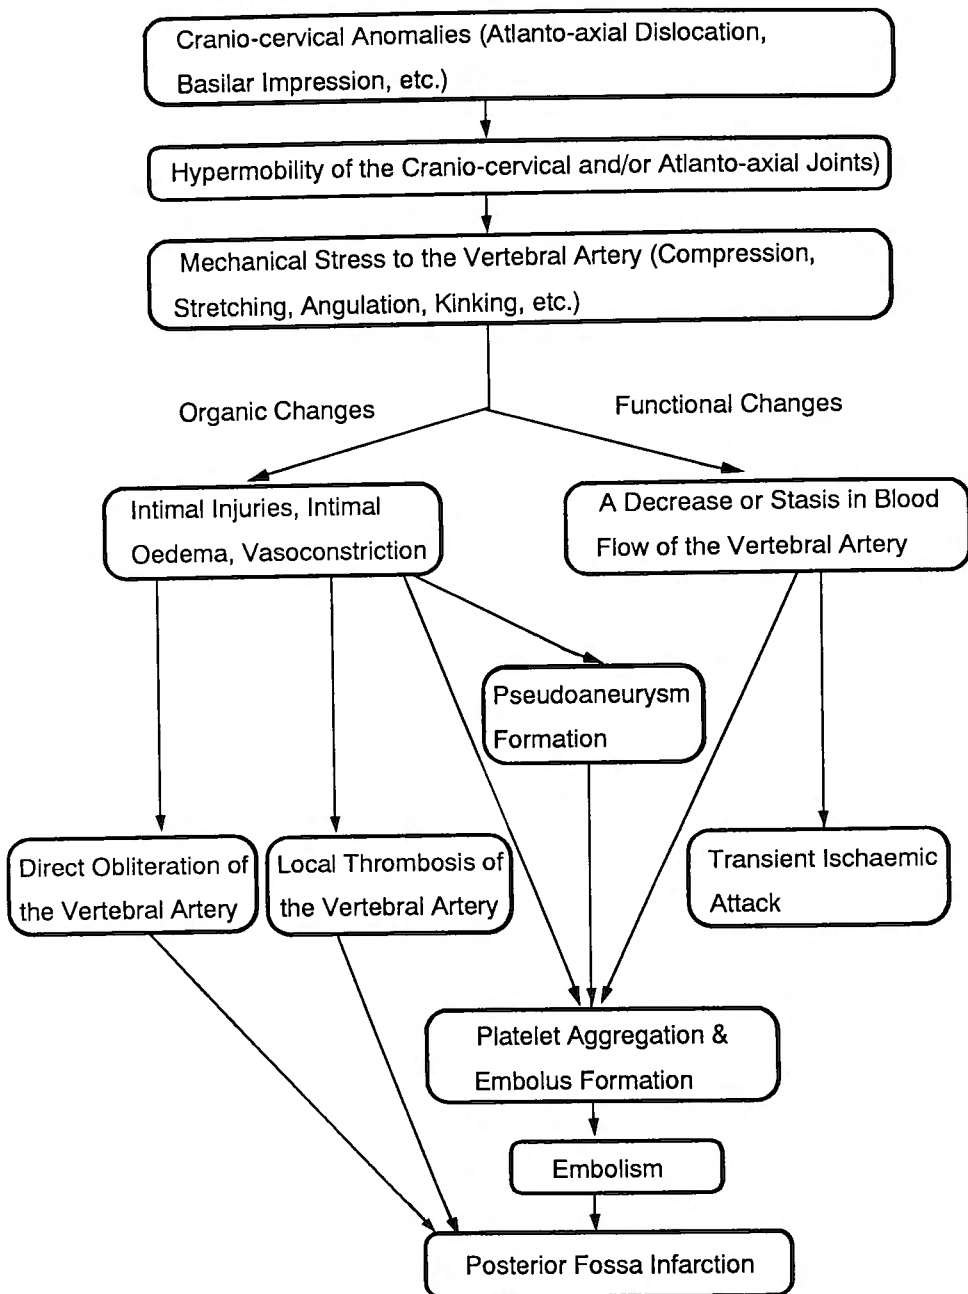 Cranio-cervical Anomalies (Atlanto-axial Dislocation,
Basilar Impression, etc.)
Hypermobility of the Cranio-cervical and/or Atlanto-axial Joints)
Mechanical Stress to the Vertebral Artery (Compression,
Stretching, Angulation, Kinking, etc.)
Organic Changes
Functional Changes
Intimal Injuries, Intimal
Oedema, Vasoconstriction
A Decrease or Stasis in Blood
Flow of the Vertebral Artery
Pseudoaneurysm
Formation
Direct Obliteration of
the Vertebral Artery
Local Thrombosis of
the Vertebral Artery
Transient Ischaemic
Attack
Platelet Aggregation &
Embolus Formation
Embolism
Posterior Fossa Infarction